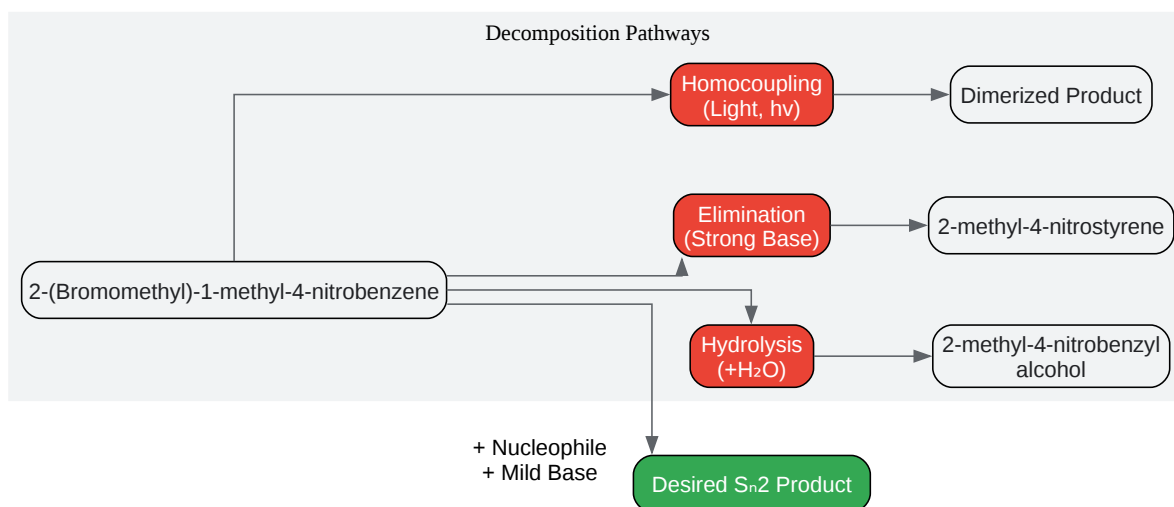 Decomposition Pathways
Homocoupling
(Light, hv)
Dimerized Product
Elimination
(Strong Base)
2-methyl-4-nitrostyrene
2-(Bromomethyl)-1-methyl-4-nitrobenzene
Hydrolysis
(+H₂O)
2-methyl-4-nitrobenzyl
alcohol
+ Nucleophile
+ Mild Base
Desired Sₙ2 Product